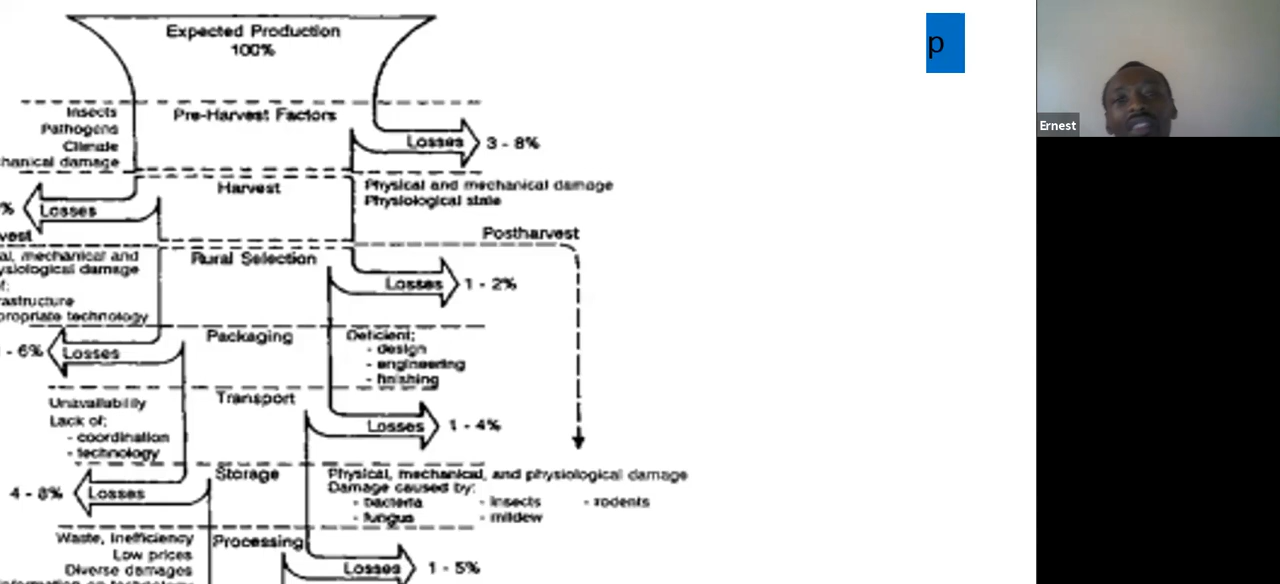 Expected Production
100%
p
Ernest
Insects
Pathogens
Climate
chanical damage
Pre-Harvest Factors
Losses 3 - 8%
Harvest
Physical and mechanical damage
Physiological state
% Losses
vest
Postharvest
al, mechanical and
ysiological damage
f:
rastructure
propriate technology
Rural Selection
Losses 1 - 2%
Packaging
Deficient;
- design
- engineering
- finishing
- 6% Losses
Transport
Unavailability
Lack of:
- coordination
- technology
Losses 1 - 4%
Storage
Physical, mechanical, and physiological damage
Damage caused by:
- bacteria - insects - rodents
- fungus - mildew
4 - 8% Losses
Processing
Waste, inefficiency
Low prices
Diverse damages
Losses 1 - 5%